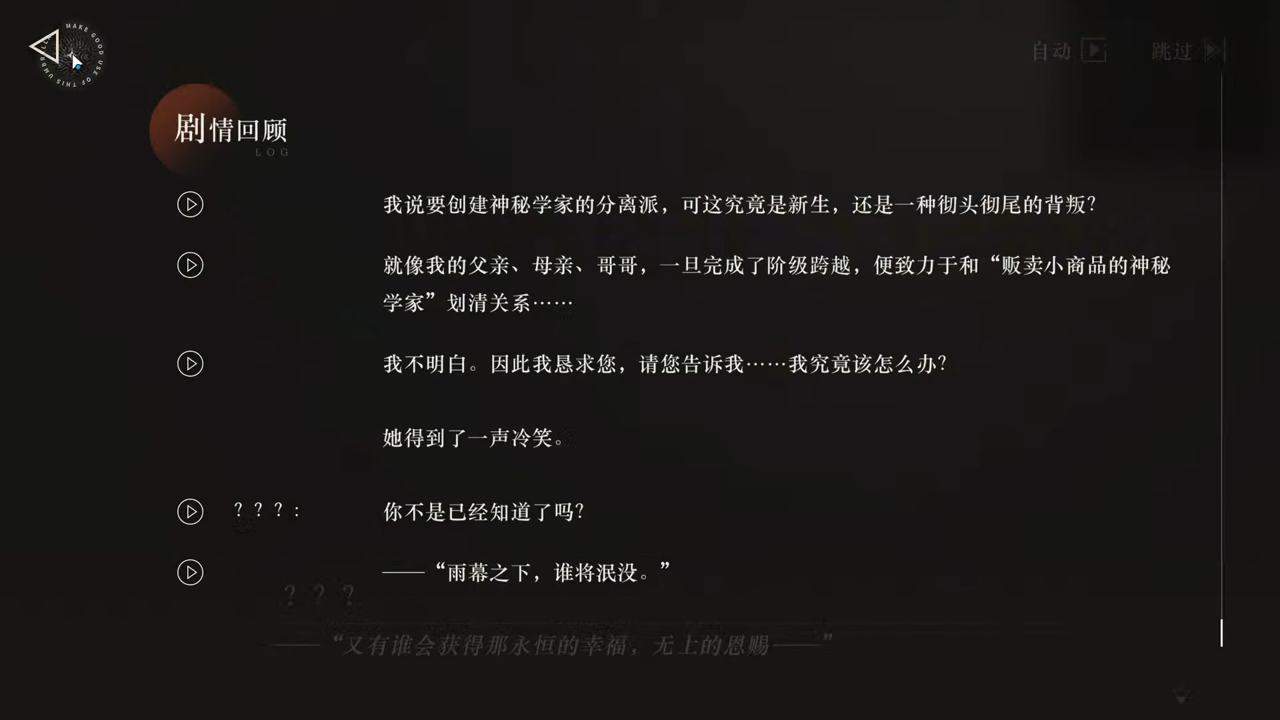 MAKE GOOD USE OF THIS UMBRELLA
自动
跳过
剧情回顾
LOG
我说要创建神秘学家的分离派，可这究竟是新生，还是一种彻头彻尾的背叛？
就像我的父亲、母亲、哥哥，一旦完成了阶级跨越，便致力于和“贩卖小商品的神秘
学家”划清关系……
我不明白。因此我恳求您，请您告诉我……我究竟该怎么办？
她得到了一声冷笑。
？？？： 你不是已经知道了吗？
——“雨幕之下，谁将泯没。”
？？？
——“又有谁会获得那永恒的幸福，无上的恩赐——”